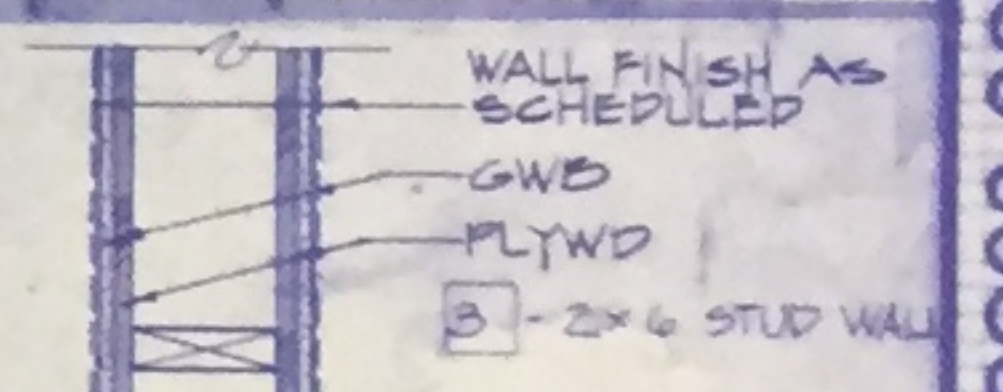 WALL FINISH AS
SCHEDULED
GWB
PLYWD
3 - 2x6 STUD WALL